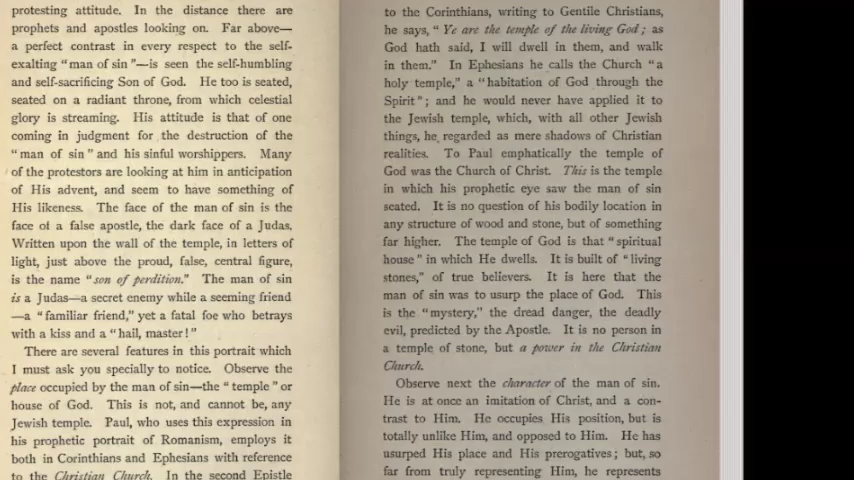 protesting attitude. In the distance there are
prophets and apostles looking on. Far above—
a perfect contrast in every respect to the self-
exalting "man of sin"—is seen the self-humbling
and self-sacrificing Son of God. He too is seated,
seated on a radiant throne, from which celestial
glory is streaming. His attitude is that of one
coming in judgment for the destruction of the
"man of sin" and his sinful worshippers. Many
of the protestors are looking at him in anticipation
of His advent, and seem to have something of
His likeness. The face of the man of sin is the
face of a false apostle, the dark face of a Judas.
Written upon the wall of the temple, in letters of
light, just above the proud, false, central figure,
is the name "son of perdition." The man of sin
is a Judas—a secret enemy while a seeming friend
—a "familiar friend," yet a fatal foe who betrays
with a kiss and a "hail, master!"
There are several features in this portrait which
I must ask you specially to notice. Observe the
place occupied by the man of sin—the "temple" or
house of God. This is not, and cannot be, any
Jewish temple. Paul, who uses this expression in
his prophetic portrait of Romanism, employs it
both in Corinthians and Ephesians with reference
to the Christian Church. In the second Epistle
to the Corinthians, writing to Gentile Christians,
he says, "Ye are the temple of the living God; as
God hath said, I will dwell in them, and walk
in them." In Ephesians he calls the Church "a
holy temple," a "habitation of God through the
Spirit"; and he would never have applied it to
the Jewish temple, which, with all other Jewish
things, he regarded as mere shadows of Christian
realities. To Paul emphatically the temple of
God was the Church of Christ. This is the temple
in which his prophetic eye saw the man of sin
seated. It is no question of his bodily location in
any structure of wood and stone, but of something
far higher. The temple of God is that "spiritual
house" in which He dwells. It is built of "living
stones," of true believers. It is here that the
man of sin was to usurp the place of God. This
is the "mystery," the dread danger, the deadly
evil, predicted by the Apostle. It is no person in
a temple of stone, but a power in the Christian
Church.
Observe next the character of the man of sin.
He is at once an imitation of Christ, and a con-
trast to Him. He occupies His position, but is
totally unlike Him, and opposed to Him. He has
usurped His place and His prerogatives; but, so
far from truly representing Him, he represents